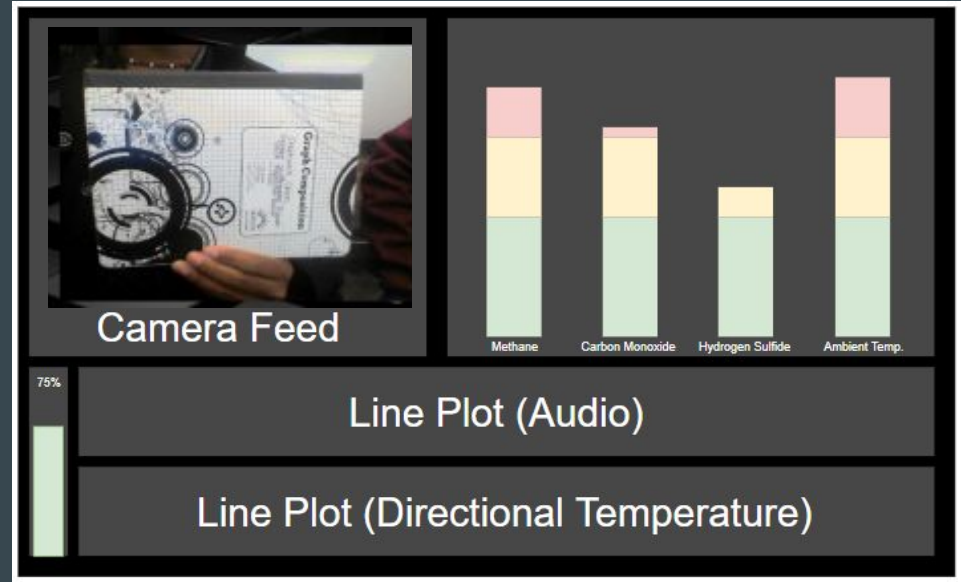 Graph Composition
Camera Feed
Methane
Carbon Monoxide
Hydrogen Sulfide
Ambient Temp.
75%
Line Plot (Audio)
Line Plot (Directional Temperature)